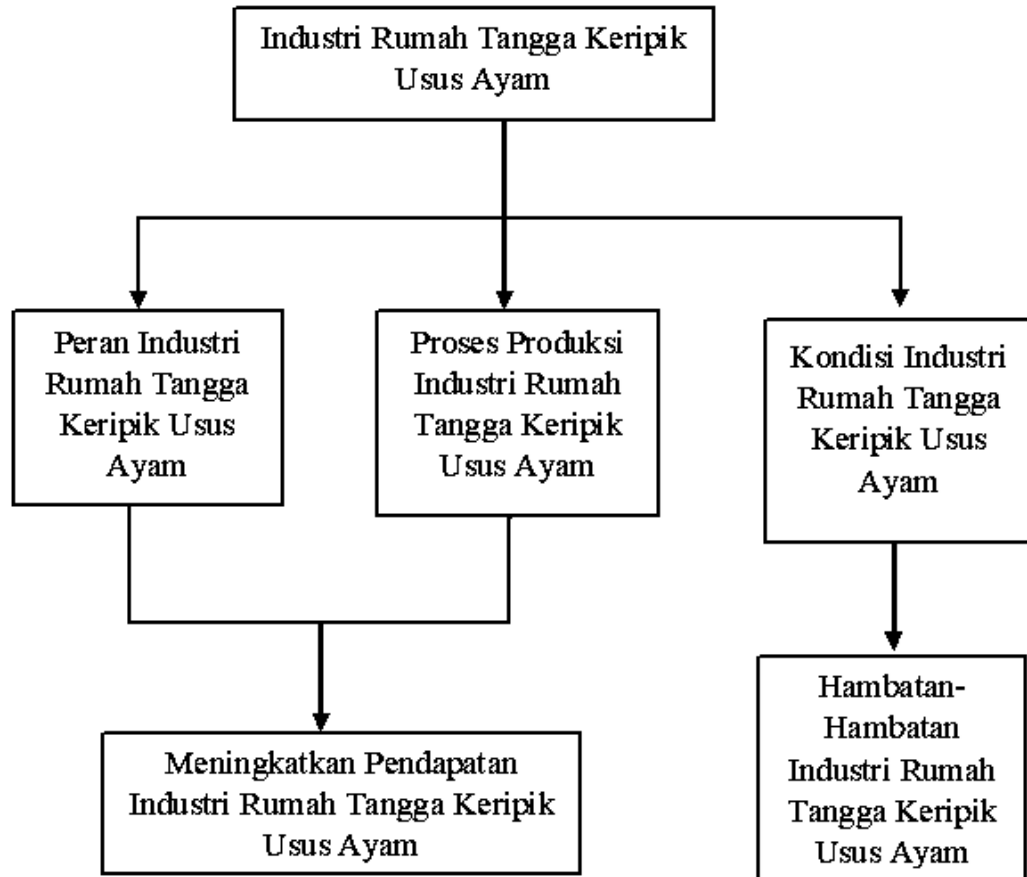 Industri Rumah Tangga Keripik
Usus Ayam
Peran Industri
Rumah Tangga
Keripik Usus
Ayam
Proses Produksi
Industri Rumah
Tangga Keripik
Usus Ayam
Kondisi Industri
Rumah Tangga
Keripik Usus
Ayam
Meningkatkan Pendapatan
Industri Rumah Tangga Keripik
Usus Ayam
Hambatan-
Hambatan
Industri Rumah
Tangga Keripik
Usus Ayam